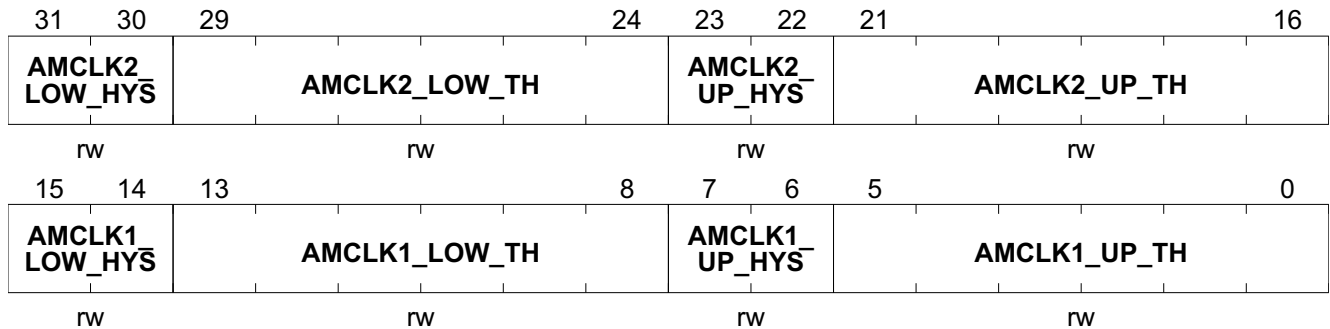 31 30 29 24 23 22 21 16
AMCLK2_
LOW_HYS
AMCLK2_LOW_TH
AMCLK2_
UP_HYS
AMCLK2_UP_TH
rw rw rw rw
15 14 13 8 7 6 5 0
AMCLK1_
LOW_HYS
AMCLK1_LOW_TH
AMCLK1_
UP_HYS
AMCLK1_UP_TH
rw rw rw rw